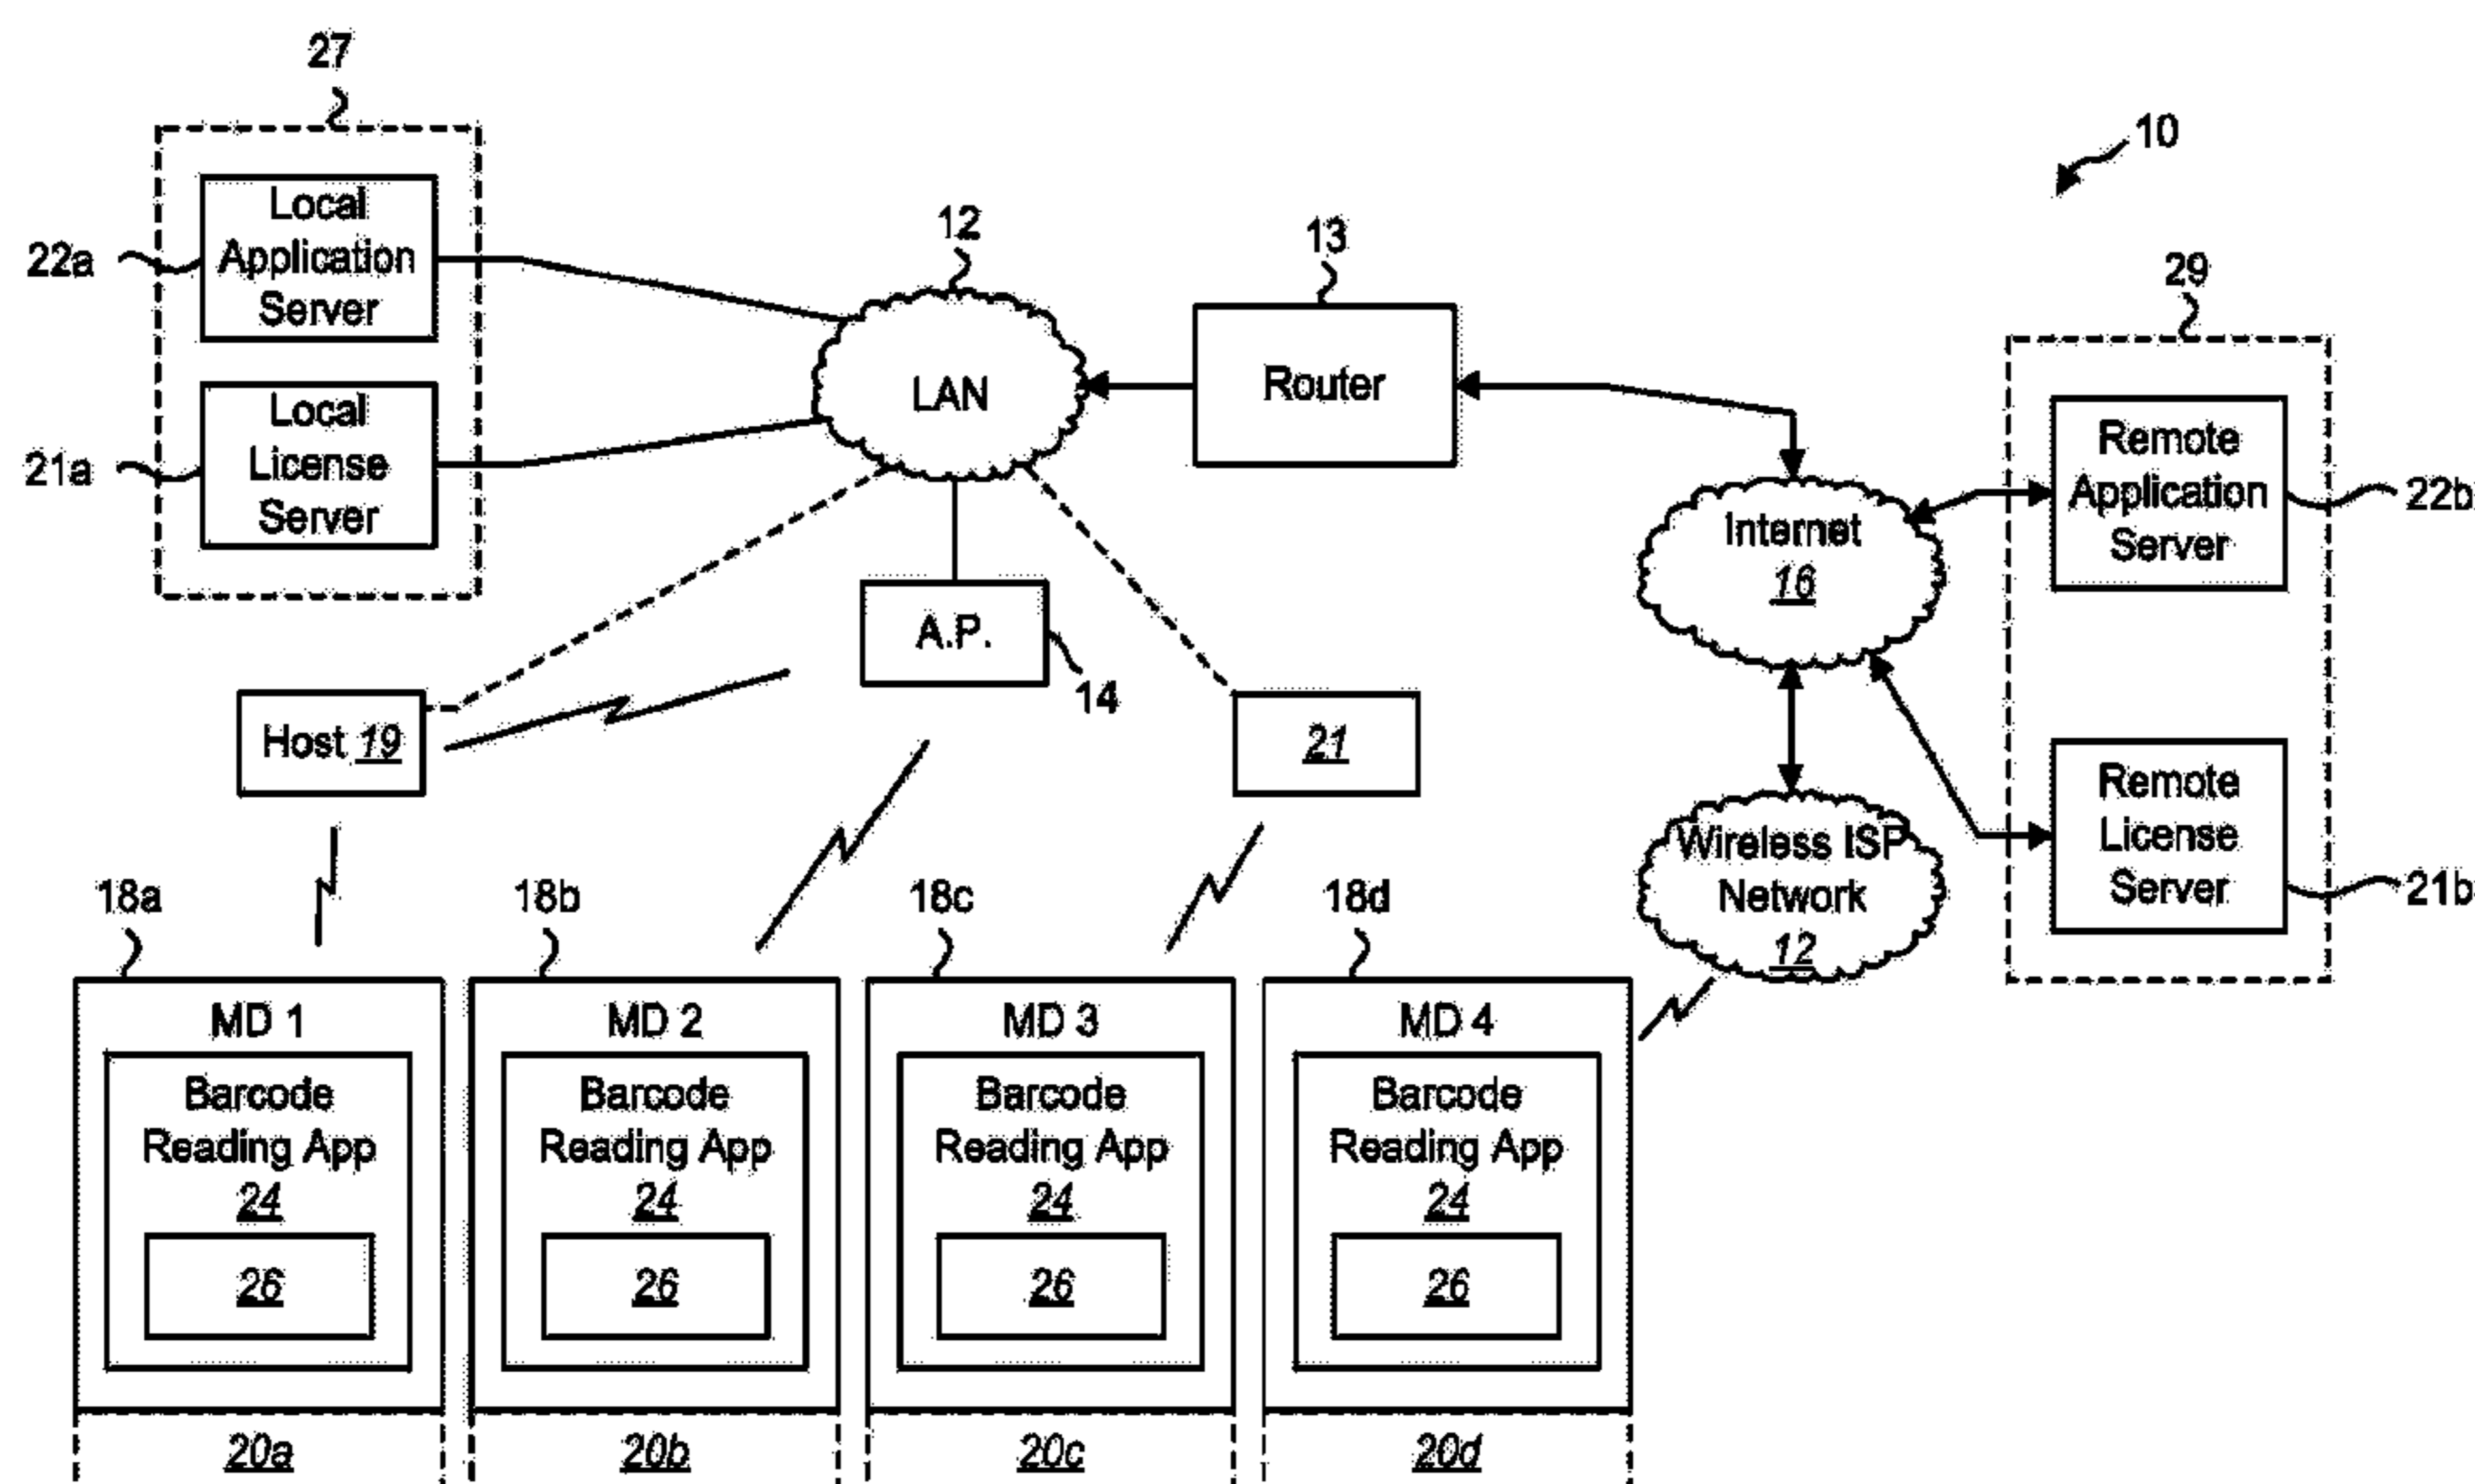 27
10
Local
Application
Server
22a
12
13
29
LAN
Router
Local
License
Server
21a
Remote
Application
Server
22b
Internet
16
A.P.
14
Host 19
21
Remote
License
Server
21b
Wireless ISP
Network
12
18a
18b
18c
18d
MD 1
Barcode
Reading App
24
26
20a
MD 2
Barcode
Reading App
24
26
20b
MD 3
Barcode
Reading App
24
26
20c
MD 4
Barcode
Reading App
24
26
20d